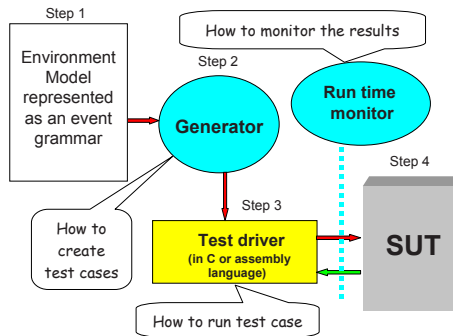 Step 1
How to monitor the results
Environment
Model
represented
as an event
grammar
Step 2
Generator
Run time
monitor
Step 4
How to
create
test cases
Step 3
Test driver
(in C or assembly
language)
SUT
How to run test case